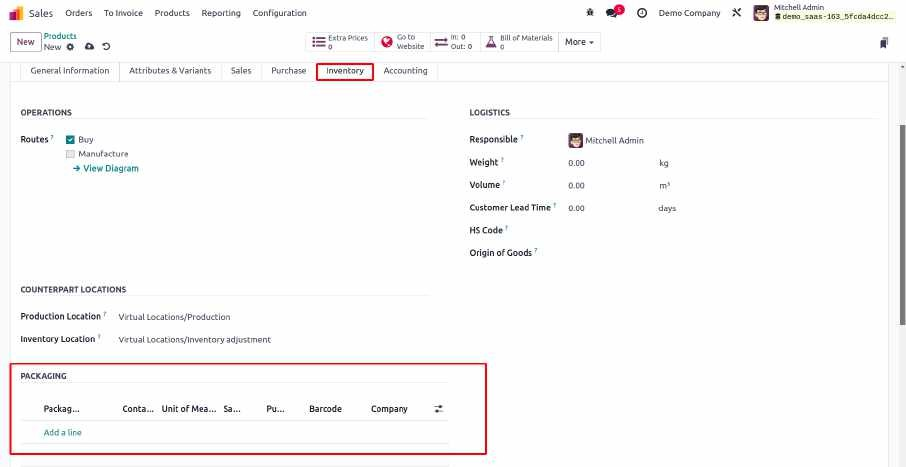 Sales Orders To Invoice Products Reporting Configuration 5 Demo Company Mitchell Admin
demo_saas-163_5fcda4dcc2...
New Products
New
Extra Prices 0 Go to Website In: 0 Out: 0 Bill of Materials 0 More
General Information Attributes & Variants Sales Purchase Inventory Accounting
OPERATIONS
Routes ? Buy
Manufacture
→ View Diagram
LOGISTICS
Responsible ? Mitchell Admin
Weight ? 0.00 kg
Volume ? 0.00 m³
Customer Lead Time ? 0.00 days
HS Code ?
Origin of Goods ?
COUNTERPART LOCATIONS
Production Location ? Virtual Locations/Production
Inventory Location ? Virtual Locations/Inventory adjustment
PACKAGING
Packag... Conta... Unit of Mea... Sa... Pu... Barcode Company
Add a line